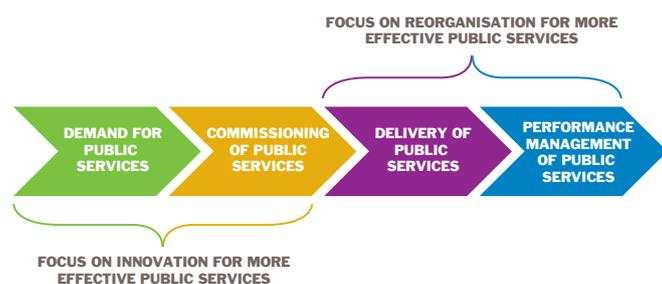 FOCUS ON REORGANISATION FOR MORE
EFFECTIVE PUBLIC SERVICES
DEMAND FOR
PUBLIC
SERVICES
COMMISSIONING
OF PUBLIC
SERVICES
DELIVERY OF
PUBLIC
SERVICES
PERFORMANCE
MANAGEMENT
OF PUBLIC
SERVICES
FOCUS ON INNOVATION FOR MORE
EFFECTIVE PUBLIC SERVICES